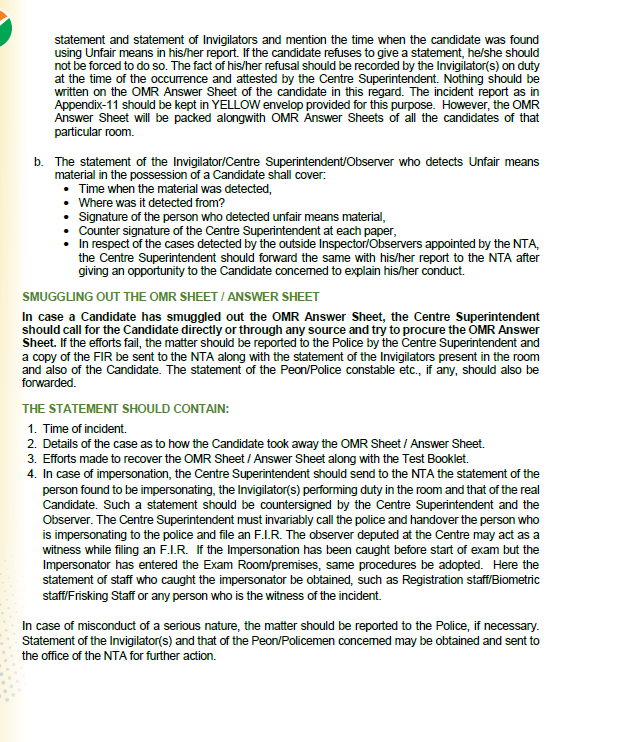 statement and statement of Invigilators and mention the time when the candidate was found
using Unfair means in his/her report. If the candidate refuses to give a statement, he/she should
not be forced to do so. The fact of his/her refusal should be recorded by the Invigilator(s) on duty
at the time of the occurrence and attested by the Centre Superintendent. Nothing should be
written on the OMR Answer Sheet of the candidate in this regard. The incident report as in
Appendix-11 should be kept in YELLOW envelop provided for this purpose. However, the OMR
Answer Sheet will be packed alongwith OMR Answer Sheets of all the candidates of that
particular room.
b. The statement of the Invigilator/Centre Superintendent/Observer who detects Unfair means
material in the possession of a Candidate shall cover:
• Time when the material was detected,
• Where was it detected from?
• Signature of the person who detected unfair means material,
• Counter signature of the Centre Superintendent at each paper,
• In respect of the cases detected by the outside Inspector/Observers appointed by the NTA,
the Centre Superintendent should forward the same with his/her report to the NTA after
giving an opportunity to the Candidate concerned to explain his/her conduct.
SMUGGLING OUT THE OMR SHEET / ANSWER SHEET
In case a Candidate has smuggled out the OMR Answer Sheet, the Centre Superintendent
should call for the Candidate directly or through any source and try to procure the OMR Answer
Sheet. If the efforts fail, the matter should be reported to the Police by the Centre Superintendent and
a copy of the FIR be sent to the NTA along with the statement of the Invigilators present in the room
and also of the Candidate. The statement of the Peon/Police constable etc., if any, should also be
forwarded.
THE STATEMENT SHOULD CONTAIN:
1. Time of incident.
2. Details of the case as to how the Candidate took away the OMR Sheet / Answer Sheet.
3. Efforts made to recover the OMR Sheet / Answer Sheet along with the Test Booklet.
4. In case of impersonation, the Centre Superintendent should send to the NTA the statement of the
person found to be impersonating, the Invigilator(s) performing duty in the room and that of the real
Candidate. Such a statement should be countersigned by the Centre Superintendent and the
Observer. The Centre Superintendent must invariably call the police and handover the person who
is impersonating to the police and file an F.I.R. The observer deputed at the Centre may act as a
witness while filing an F.I.R. If the Impersonation has been caught before start of exam but the
Impersonator has entered the Exam Room/premises, same procedures be adopted. Here the
statement of staff who caught the impersonator be obtained, such as Registration staff/Biometric
staff/Frisking Staff or any person who is the witness of the incident.
In case of misconduct of a serious nature, the matter should be reported to the Police, if necessary.
Statement of the Invigilator(s) and that of the Peon/Policemen concerned may be obtained and sent to
the office of the NTA for further action.